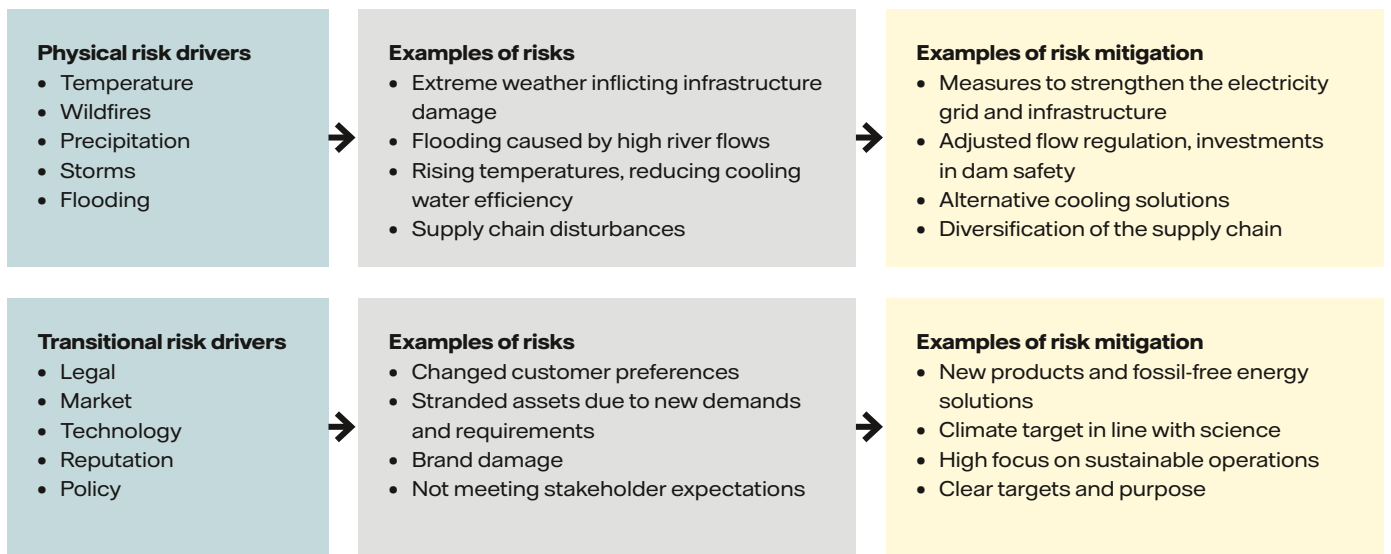 Physical risk drivers
• Temperature
• Wildfires
• Precipitation
• Storms
• Flooding
Examples of risks
• Extreme weather inflicting infrastructure
damage
• Flooding caused by high river flows
• Rising temperatures, reducing cooling
water efficiency
• Supply chain disturbances
Examples of risk mitigation
• Measures to strengthen the electricity
grid and infrastructure
• Adjusted flow regulation, investments
in dam safety
• Alternative cooling solutions
• Diversification of the supply chain
Transitional risk drivers
• Legal
• Market
• Technology
• Reputation
• Policy
Examples of risks
• Changed customer preferences
• Stranded assets due to new demands
and requirements
• Brand damage
• Not meeting stakeholder expectations
Examples of risk mitigation
• New products and fossil-free energy
solutions
• Climate target in line with science
• High focus on sustainable operations
• Clear targets and purpose